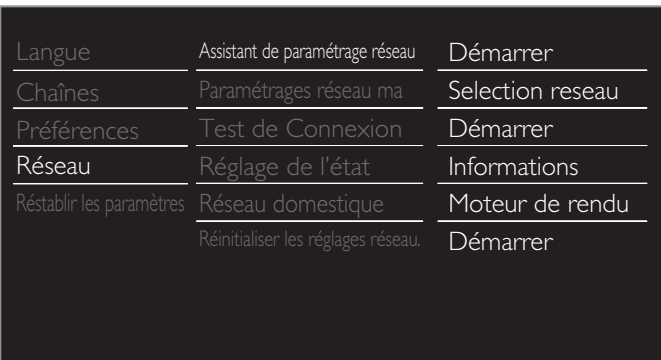 Langue Assistant de paramétrage réseau Démarrer
Chaînes Paramétrages réseau ma Selection reseau
Préférences Test de Connexion Démarrer
Réseau Réglage de l'état Informations
Réstablir les paramètres Réseau domestique Moteur de rendu
Réinitialiser les réglages réseau. Démarrer